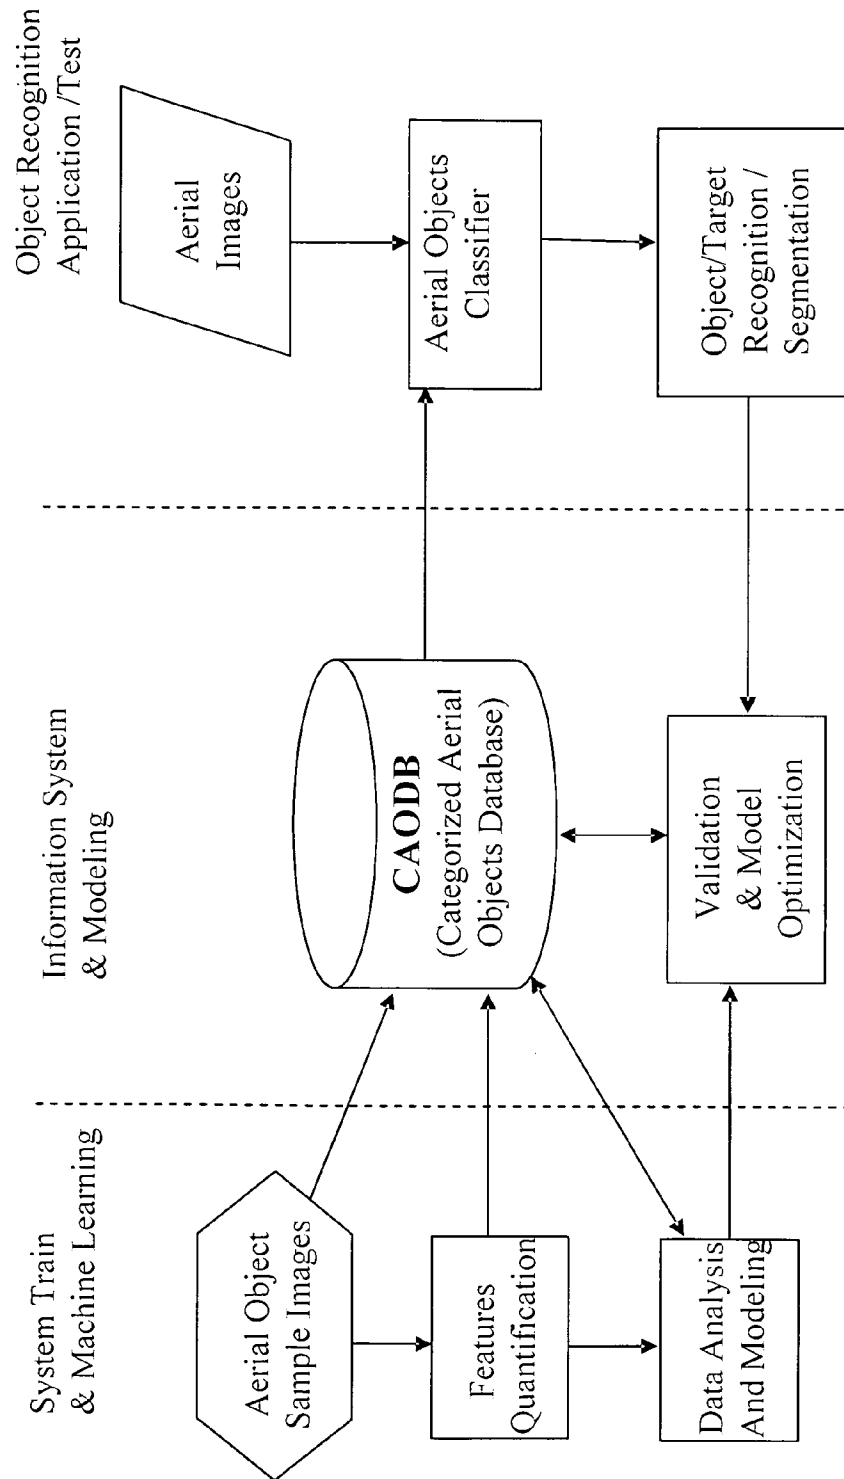 System Train
& Machine Learning
Aerial Object
Sample Images
Features
Quantification
Data Analysis
And Modeling
Information System
& Modeling
CAODB
(Categorized Aerial
Objects Database)
Validation
& Model
Optimization
Object Recognition
Application /Test
Aerial
Images
Aerial Objects
Classifier
Object/Target
Recognition /
Segmentation